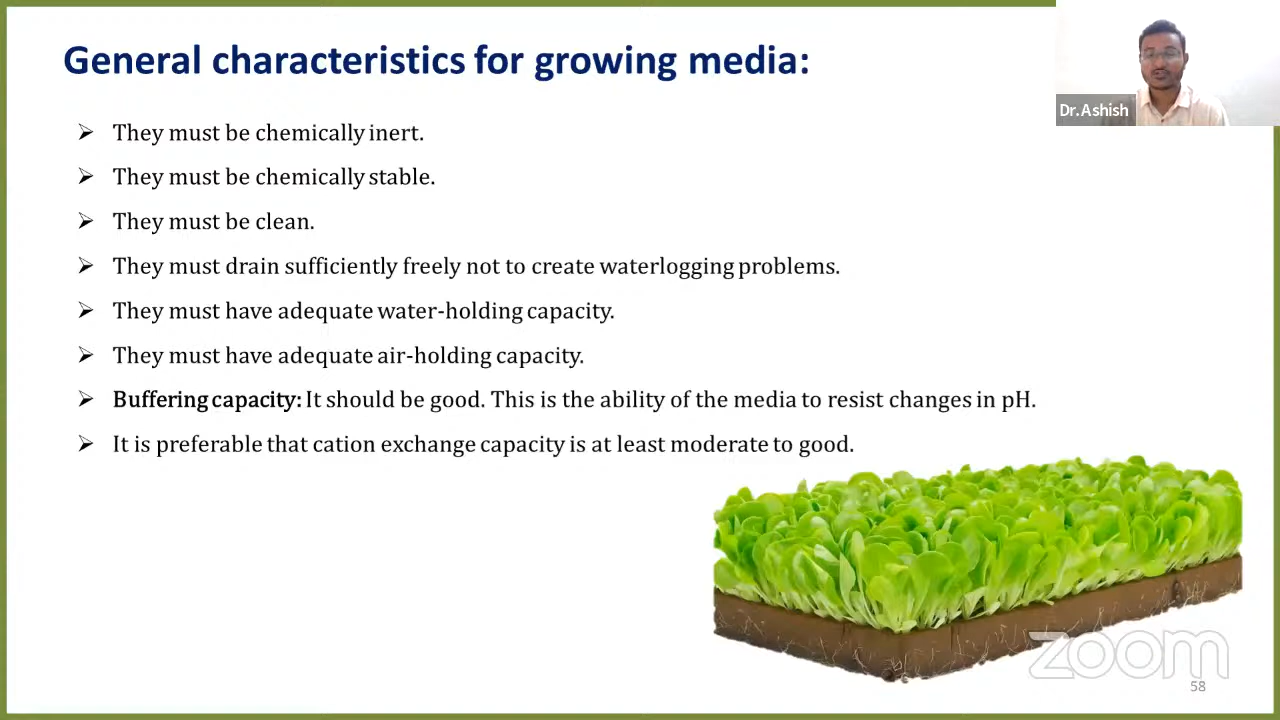 General characteristics for growing media:
Dr.Ashish
➢ They must be chemically inert.
➢ They must be chemically stable.
➢ They must be clean.
➢ They must drain sufficiently freely not to create waterlogging problems.
➢ They must have adequate water-holding capacity.
➢ They must have adequate air-holding capacity.
➢ Buffering capacity: It should be good. This is the ability of the media to resist changes in pH.
➢ It is preferable that cation exchange capacity is at least moderate to good.
zoom
58